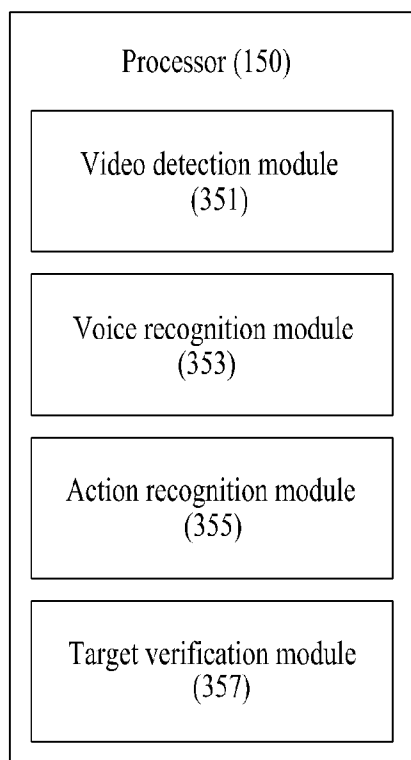 Processor (150)
Video detection module
(351)
Voice recognition module
(353)
Action recognition module
(355)
Target verification module
(357)